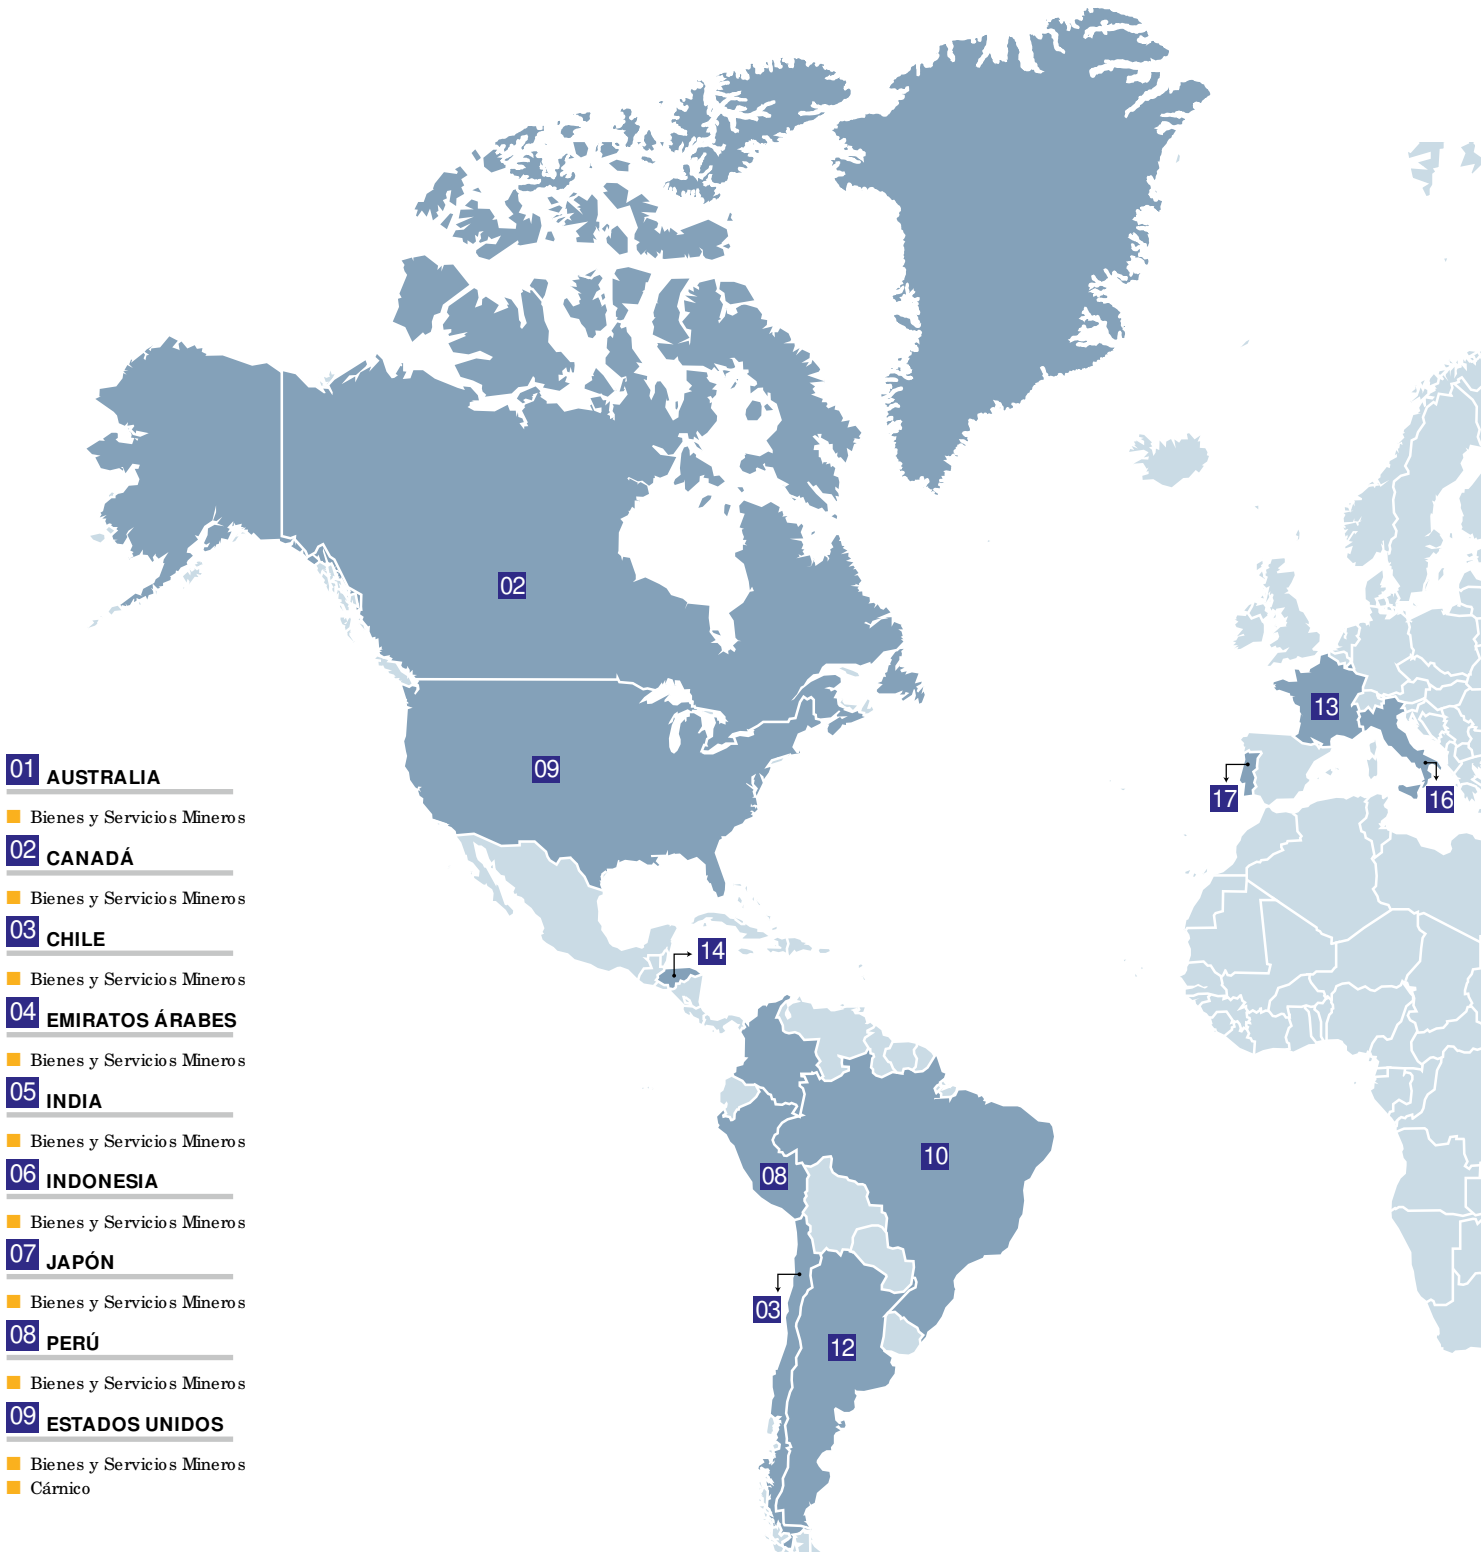 01 AUSTRALIA
Bienes y Servicios Mineros
02 CANADÁ
Bienes y Servicios Mineros
03 CHILE
Bienes y Servicios Mineros
04 EMIRATOS ÁRABES
Bienes y Servicios Mineros
05 INDIA
Bienes y Servicios Mineros
06 INDONESIA
Bienes y Servicios Mineros
07 JAPÓN
Bienes y Servicios Mineros
08 PERÚ
Bienes y Servicios Mineros
09 ESTADOS UNIDOS
Bienes y Servicios Mineros
Cárnico
02
13
09
17
16
14
10
08
03
12